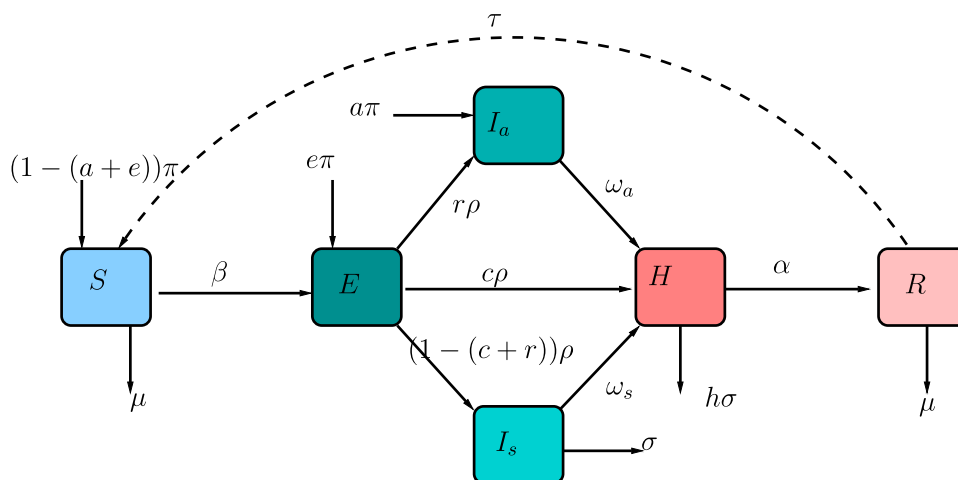 τ
aπ
I_a
(1 − (a + e))π
eπ
ω_a
rρ
S
β
E
cρ
H
α
R
(1 − (c + r))ρ
μ
ω_s
hσ
μ
I_s
σ